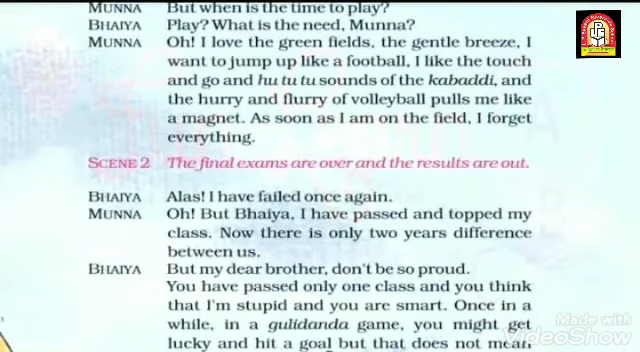 MUNNA But when is the time to play?
BHAIYA Play? What is the need, Munna?
MUNNA Oh! I love the green fields, the gentle breeze, I
want to jump up like a football, I like the touch
and go and hu tu tu sounds of the kabaddi, and
the hurry and flurry of volleyball pulls me like
a magnet. As soon as I am on the field, I forget
everything.
SCENE 2 The final exams are over and the results are out.
BHAIYA Alas! I have failed once again.
MUNNA Oh! But Bhaiya, I have passed and topped my
class. Now there is only two years difference
between us.
BHAIYA But my dear brother, don't be so proud.
You have passed only one class and you think
that I'm stupid and you are smart. Once in a
while, in a gulidanda game, you might get
lucky and hit a goal but that does not mean
Made with
VideoShow